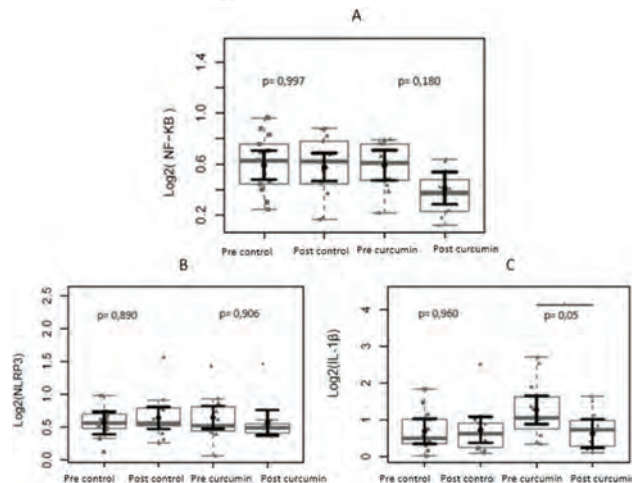 A
Log2( NF-KB )
1.4
1.0
0.6
0.2
p= 0,997
p= 0,180
Pre control
Post control
Pre curcumin
Post curcumin
B
Log2(NLRP3)
2.5
2.0
1.5
1.0
0.5
0.0
p= 0,890
p= 0,906
Pre control
Post control
Pre curcumin
Post curcumin
C
Log2(IL-1β)
4
3
2
1
0
p= 0,960
p= 0,05
Pre control
Post control
Pre curcumin
Post curcumin